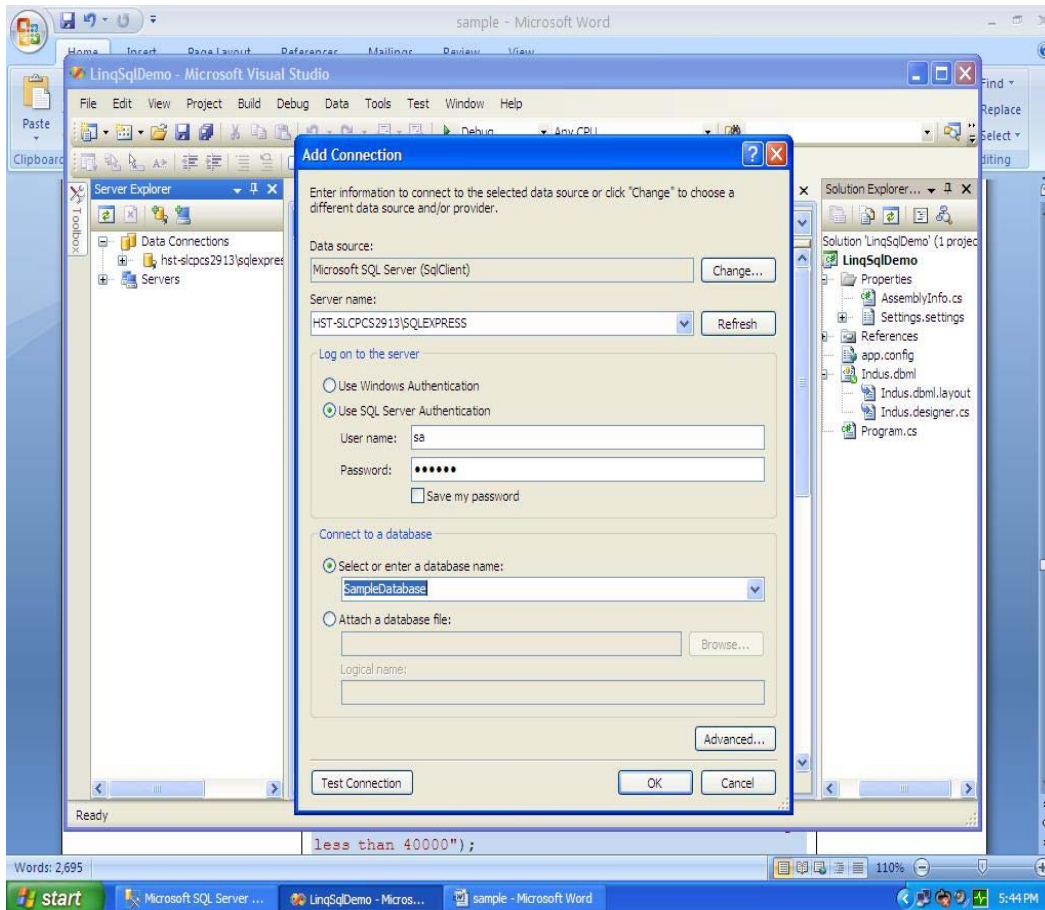 sample - Microsoft Word
Home Insert Page Layout References Mailings Review View
Paste
Clipboard
Find
Replace
Select
diting
LinqSqlDemo - Microsoft Visual Studio
File Edit View Project Build Debug Data Tools Test Window Help
Debug Any CPU
Toolbox
Server Explorer
Data Connections
hst-slcpcs2913\sqlexpres
Servers
Add Connection
Enter information to connect to the selected data source or click "Change" to choose a
different data source and/or provider.
Data source:
Microsoft SQL Server (SqlClient)
Change...
Server name:
HST-SLCPCS2913\SQLEXPRESS
Refresh
Log on to the server
Use Windows Authentication
Use SQL Server Authentication
User name: sa
Password: ••••••
Save my password
Connect to a database
Select or enter a database name:
SampleDatabase
Attach a database file:
Browse...
Logical name:
Advanced...
Test Connection OK Cancel
Solution Explorer...
Solution 'LinqSqlDemo' (1 projec
LinqSqlDemo
Properties
AssemblyInfo.cs
Settings.settings
References
app.config
Indus.dbml
Indus.dbml.layout
Indus.designer.cs
Program.cs
Ready
less than 40000");
Words: 2,695
110%
start
Microsoft SQL Server ...
LinqSqlDemo - Micros...
sample - Microsoft Word
5:44 PM